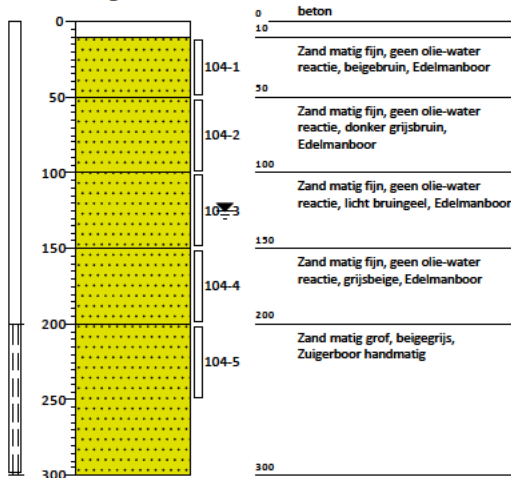 0
50
100
150
200
250
300
104-1
104-2
104-3
104-4
104-5
0
beton
10
Zand matig fijn, geen olie-water
reactie, beigebruin, Edelmanboor
50
Zand matig fijn, geen olie-water
reactie, donker grijsbruin,
Edelmanboor
100
Zand matig fijn, geen olie-water
reactie, licht bruingeel, Edelmanboor
150
Zand matig fijn, geen olie-water
reactie, grijsbeige, Edelmanboor
200
Zand matig grof, beigegrijs,
Zuigerboor handmatig
300